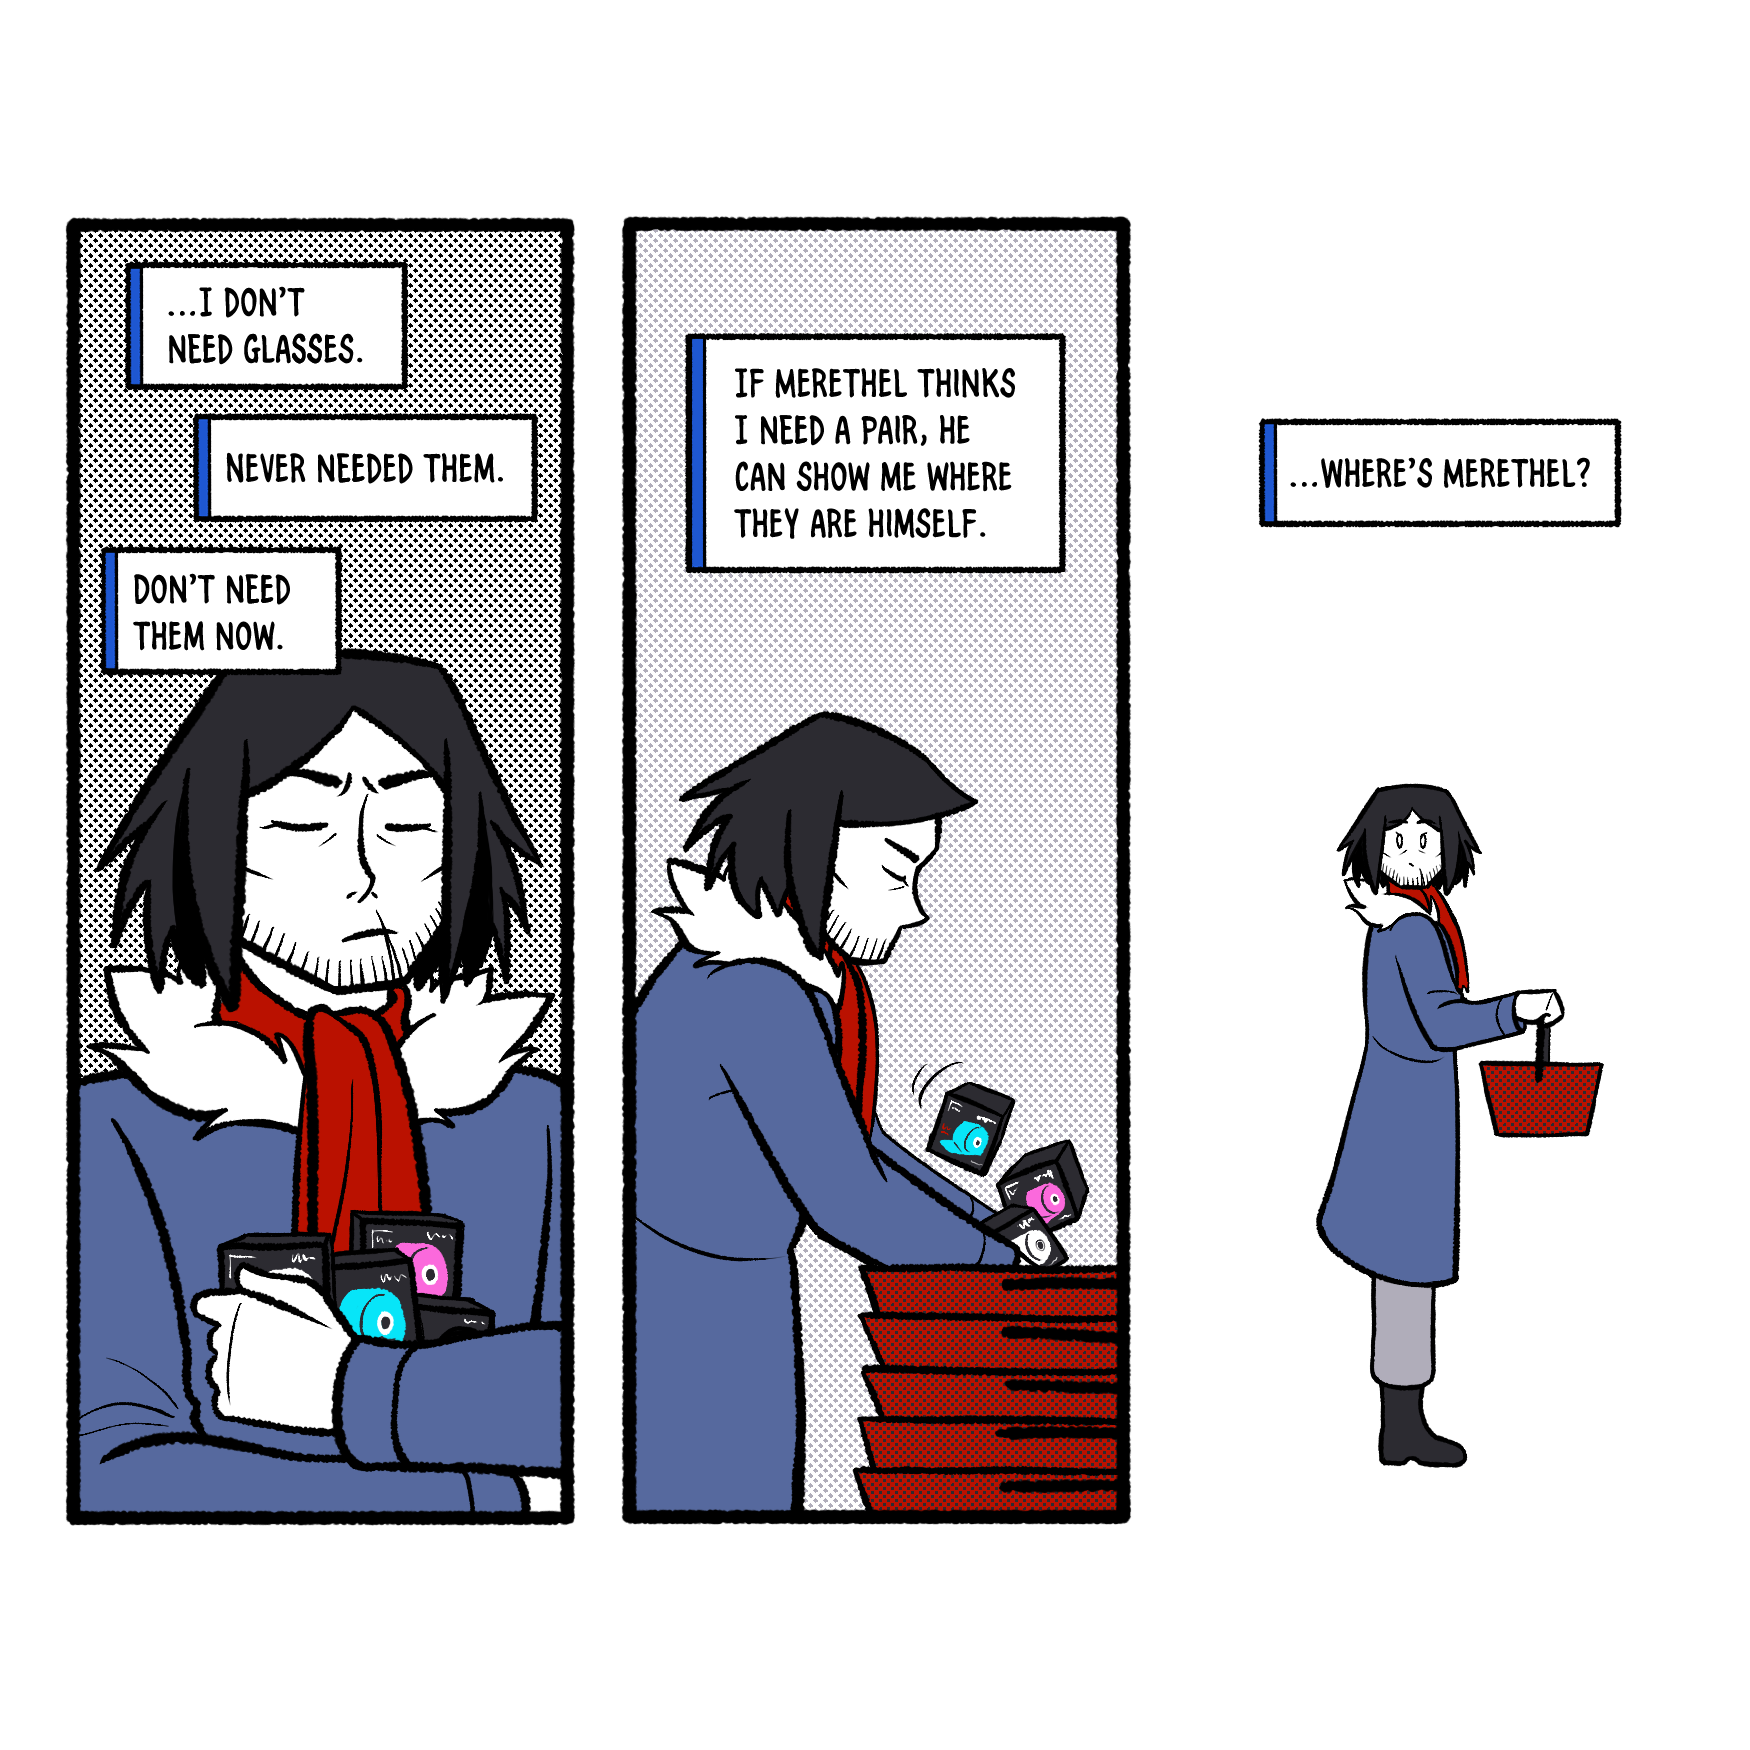 ...I DON'T
NEED GLASSES.
NEVER NEEDED THEM.
DON'T NEED
THEM NOW.
IF MERETHEL THINKS
I NEED A PAIR, HE
CAN SHOW ME WHERE
THEY ARE HIMSELF.
...WHERE'S MERETHEL?